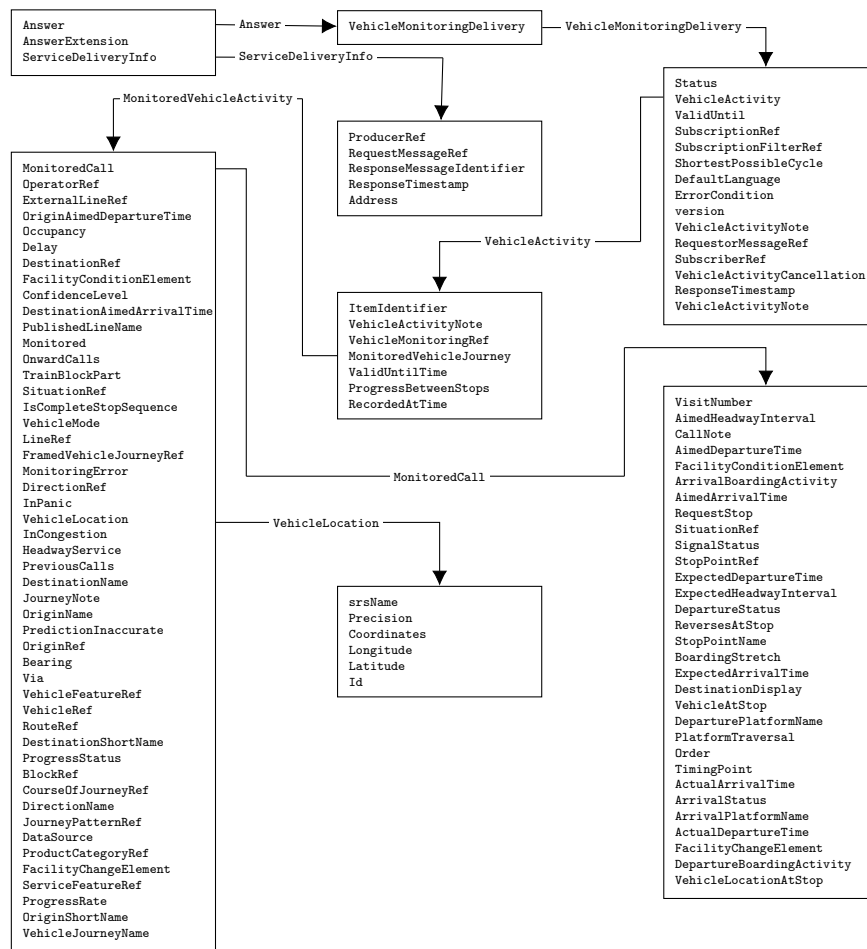 Answer
AnswerExtension
ServiceDeliveryInfo
Answer
VehicleMonitoringDelivery
VehicleMonitoringDelivery
ServiceDeliveryInfo
Status
VehicleActivity
ValidUntil
SubscriptionRef
SubscriptionFilterRef
ShortestPossibleCycle
DefaultLanguage
ErrorCondition
version
VehicleActivityNote
RequestorMessageRef
SubscriberRef
VehicleActivityCancellation
ResponseTimestamp
VehicleActivityNote
MonitoredVehicleActivity
ProducerRef
RequestMessageRef
ResponseMessageIdentifier
ResponseTimestamp
Address
VehicleActivity
MonitoredCall
OperatorRef
ExternalLineRef
OriginAimedDepartureTime
Occupancy
Delay
DestinationRef
FacilityConditionElement
ConfidenceLevel
DestinationAimedArrivalTime
PublishedLineName
Monitored
OnwardCalls
TrainBlockPart
SituationRef
IsCompleteStopSequence
VehicleMode
LineRef
FramedVehicleJourneyRef
MonitoringError
DirectionRef
InPanic
VehicleLocation
InCongestion
HeadwayService
PreviousCalls
DestinationName
JourneyNote
OriginName
PredictionInaccurate
OriginRef
Bearing
Via
VehicleFeatureRef
VehicleRef
RouteRef
DestinationShortName
ProgressStatus
BlockRef
CourseOfJourneyRef
DirectionName
JourneyPatternRef
DataSource
ProductCategoryRef
FacilityChangeElement
ServiceFeatureRef
ProgressRate
OriginShortName
VehicleJourneyName
ItemIdentifier
VehicleActivityNote
VehicleMonitoringRef
MonitoredVehicleJourney
ValidUntilTime
ProgressBetweenStops
RecordedAtTime
MonitoredCall
VehicleLocation
srsName
Precision
Coordinates
Longitude
Latitude
Id
VisitNumber
AimedHeadwayInterval
CallNote
AimedDepartureTime
FacilityConditionElement
ArrivalBoardingActivity
AimedArrivalTime
RequestStop
SituationRef
SignalStatus
StopPointRef
ExpectedDepartureTime
ExpectedHeadwayInterval
DepartureStatus
ReversesAtStop
StopPointName
BoardingStretch
ExpectedArrivalTime
DestinationDisplay
VehicleAtStop
DeparturePlatformName
PlatformTraversal
Order
TimingPoint
ActualArrivalTime
ArrivalStatus
ArrivalPlatformName
ActualDepartureTime
FacilityChangeElement
DepartureBoardingActivity
VehicleLocationAtStop